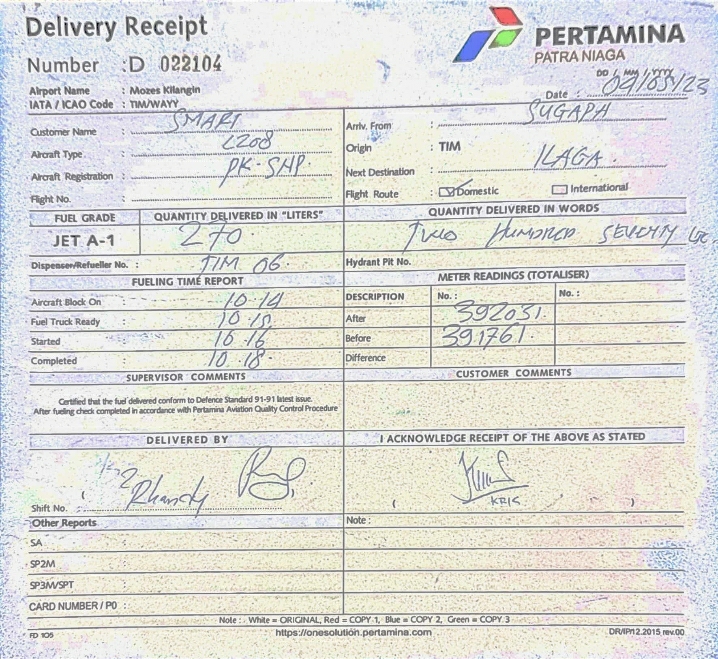 Delivery Receipt
PERTAMINA
PATRA NIAGA
Number : D 022104
Airport Name : Mozes Kilangin
IATA / ICAO Code : TIM/WAYY
DD / MM / YYYY
Date : 09/05/23
Customer Name : SMART
Arriv. From : SUGAPA
Aircraft Type : C208
Origin : TIM
Aircraft Registration : PK-SNP.
Next Destination : ILAGA.
Flight No. :
Flight Route : Domestic International
FUEL GRADE QUANTITY DELIVERED IN "LITERS" QUANTITY DELIVERED IN WORDS
JET A-1 270. TWO HUNDRED SEVENTY
Dispenser/Refueller No. : TIM 06. Hydrant Pit No.
FUELING TIME REPORT METER READINGS (TOTALISER)
Aircraft Block On : 10.14
DESCRIPTION No. : No. :
Fuel Truck Ready : 10.15
After 392031.
Started : 10.16
Before 391761.
Completed : 10.18.
Difference
SUPERVISOR COMMENTS CUSTOMER COMMENTS
Certified that the fuel delivered conform to Defence Standard 91-91 latest issue.
After fueling check completed in accordance with Pertamina Aviation Quality Control Procedure
DELIVERED BY I ACKNOWLEDGE RECEIPT OF THE ABOVE AS STATED
Rhandy
KRIS
Shift No. ( ( )
Other Reports Note :
SA :
SP2M :
SP3M/SPT :
CARD NUMBER / P0 :
Note : White = ORIGINAL, Red = COPY 1, Blue = COPY 2, Green = COPY 3
FD 105 https://onesolution.pertamina.com DR/IP/12.2015 rev.00